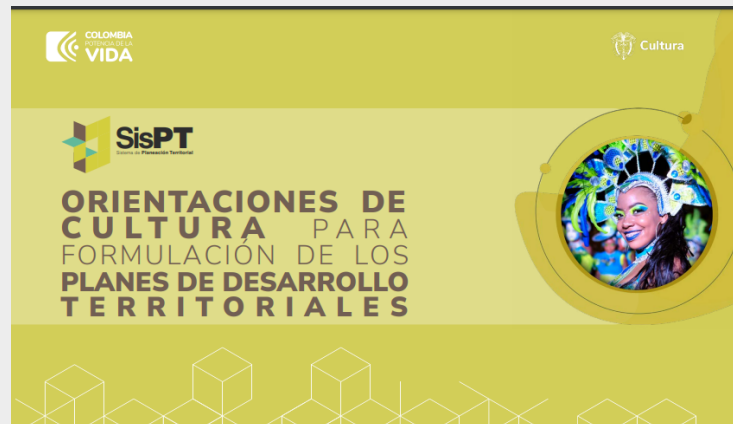 COLOMBIA
POTENCIA DE LA
VIDA
Cultura
SisPT
Sistema de Planeación Territorial
ORIENTACIONES DE
CULTURA PARA
FORMULACIÓN DE LOS
PLANES DE DESARROLLO
TERRITORIALES